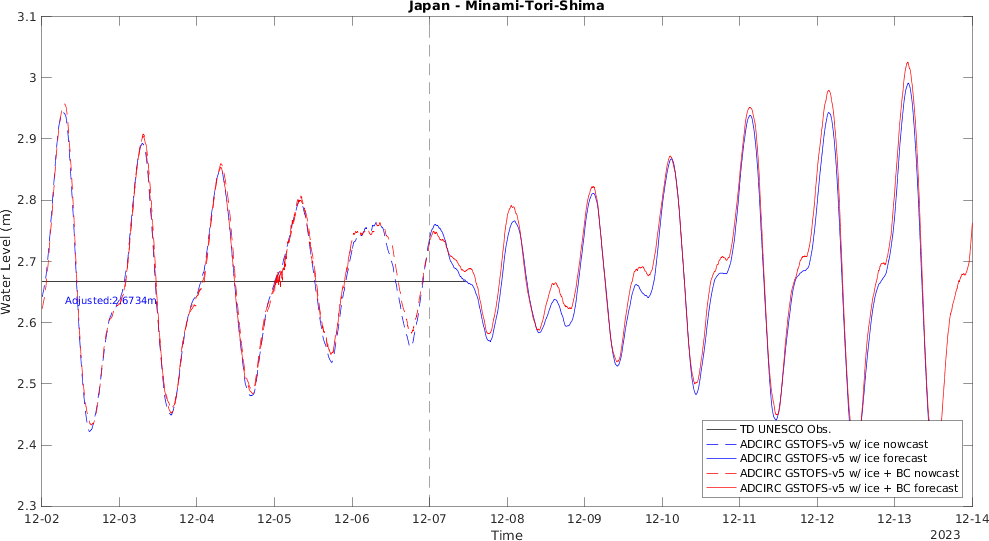 Japan - Minami-Tori-Shima
3.1
3
2.9
2.8
2.7
2.6
2.5
2.4
2.3
Water Level (m)
Adjusted:2.6734m
TD UNESCO Obs.
ADCIRC GSTOFS-v5 w/ ice nowcast
ADCIRC GSTOFS-v5 w/ ice forecast
ADCIRC GSTOFS-v5 w/ ice + BC nowcast
ADCIRC GSTOFS-v5 w/ ice + BC forecast
12-02 12-03 12-04 12-05 12-06 12-07 12-08 12-09 12-10 12-11 12-12 12-13 12-14
Time
2023